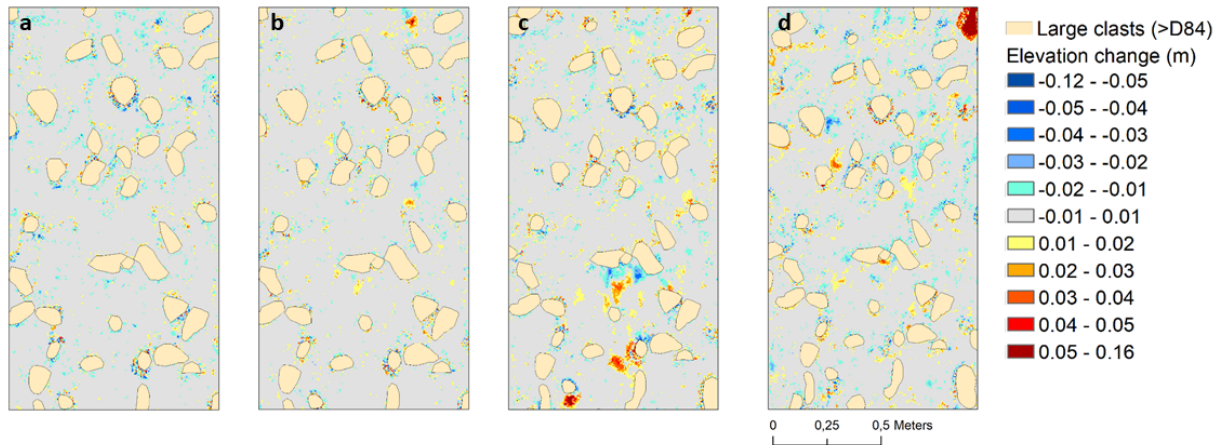 a
b
c
d
Large clasts (>D84)
Elevation change (m)
-0.12 - -0.05
-0.05 - -0.04
-0.04 - -0.03
-0.03 - -0.02
-0.02 - -0.01
-0.01 - 0.01
0.01 - 0.02
0.02 - 0.03
0.03 - 0.04
0.04 - 0.05
0.05 - 0.16
0 0,25 0,5 Meters